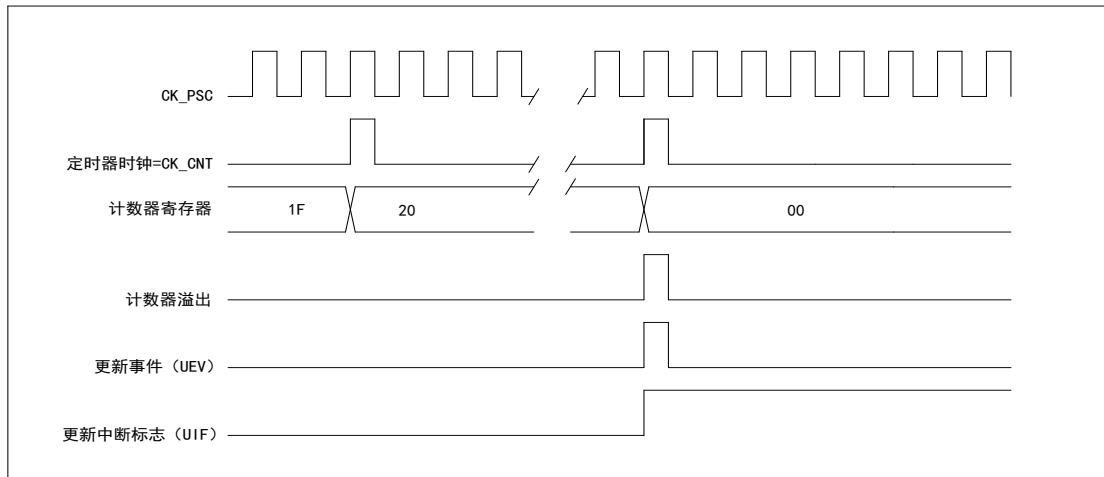 CK_PSC
定时器时钟=CK_CNT
计数器寄存器 1F 20 00
计数器溢出
更新事件（UEV）
更新中断标志（UIF）